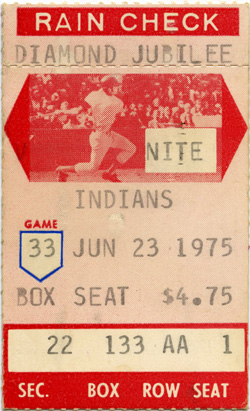 RAIN CHECK
DIAMOND JUBILEE
NITE
INDIANS
GAME
33 JUN 23 1975
BOX SEAT $4.75
22 133 AA 1
SEC. BOX ROW SEAT